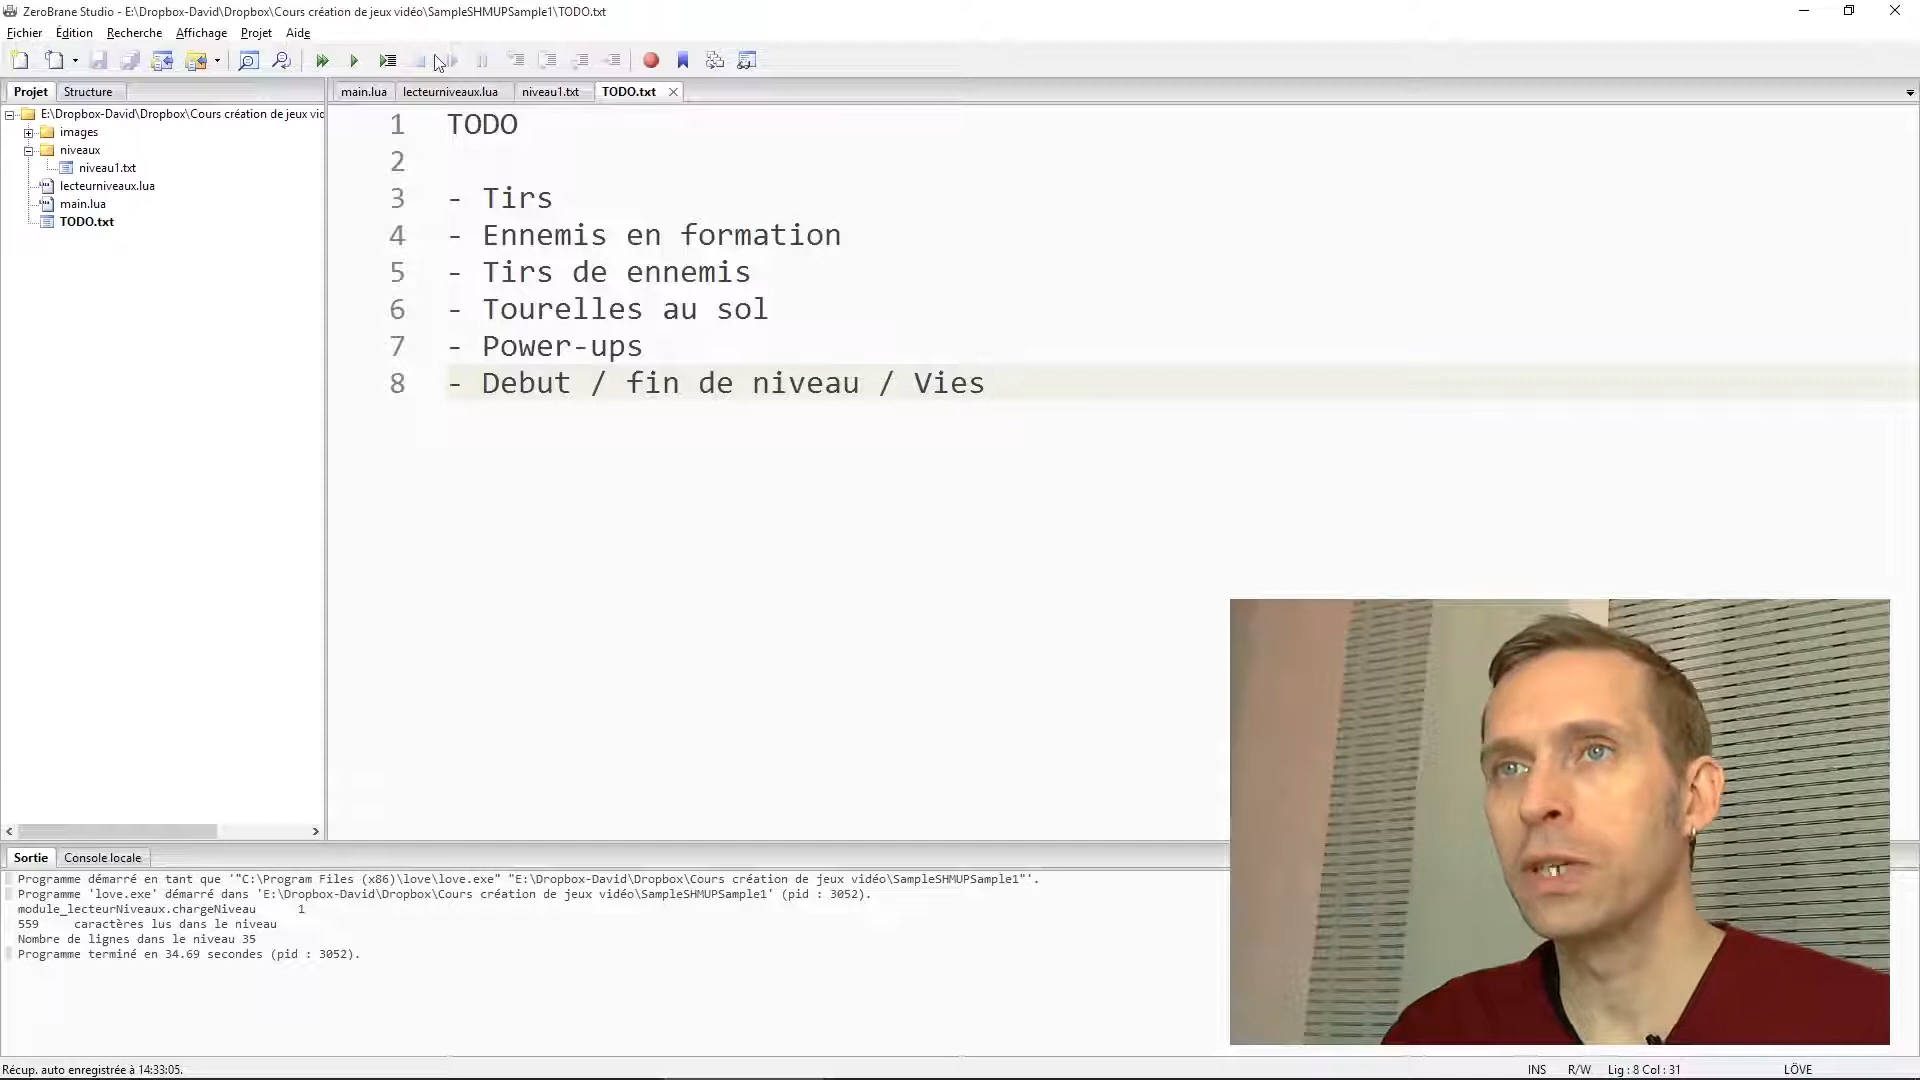 ZeroBrane Studio - E:\Dropbox-David\Dropbox\Cours création de jeux vidéo\SampleSHMUPSample1\TODO.txt
Fichier Édition Recherche Affichage Projet Aide
Projet Structure
main.lua lecteurniveaux.lua niveau1.txt TODO.txt
E:\Dropbox-David\Dropbox\Cours création de jeux vic
images
niveaux
niveau1.txt
lecteurniveaux.lua
main.lua
TODO.txt
1 TODO
2
3 - Tirs
4 - Ennemis en formation
5 - Tirs de ennemis
6 - Tourelles au sol
7 - Power-ups
8 - Debut / fin de niveau / Vies
Sortie Console locale
Programme démarré en tant que '"C:\Program Files (x86)\love\love.exe" "E:\Dropbox-David\Dropbox\Cours création de jeux vidéo\SampleSHMUPSample1"'.
Programme 'love.exe' démarré dans 'E:\Dropbox-David\Dropbox\Cours création de jeux vidéo\SampleSHMUPSample1' (pid : 3052).
module_lecteurNiveaux.chargeNiveau 1
559 caractères lus dans le niveau
Nombre de lignes dans le niveau 35
Programme terminé en 34.69 secondes (pid : 3052).
Récup. auto enregistrée à 14:33:05. INS R/W Lig : 8 Col : 31 LÖVE